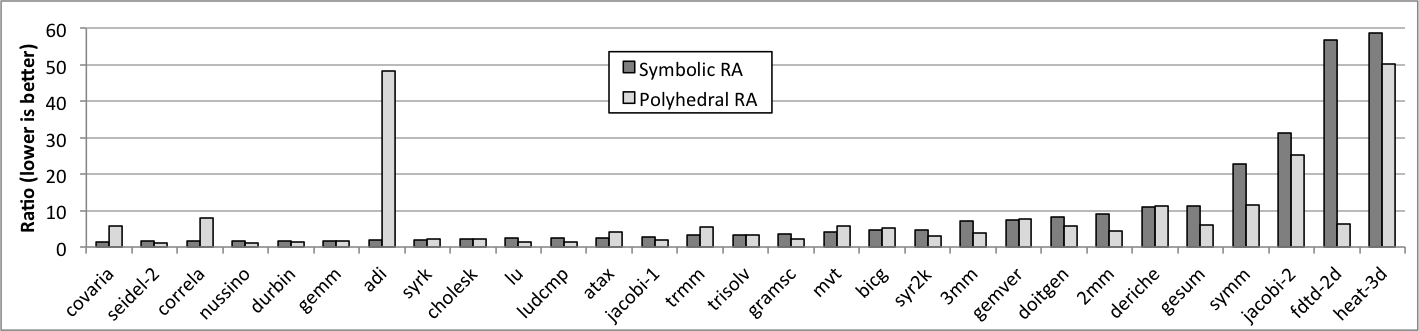 Ratio (lower is better)
60
50
40
30
20
10
0
Symbolic RA
Polyhedral RA
covaria
seidel-2
correla
nussino
durbin
gemm
adi
syrk
cholesk
lu
ludcmp
atax
jacobi-1
trmm
trisolv
gramsc
mvt
bicg
syr2k
3mm
gemver
doitgen
2mm
deriche
gesum
symm
jacobi-2
fdtd-2d
heat-3d